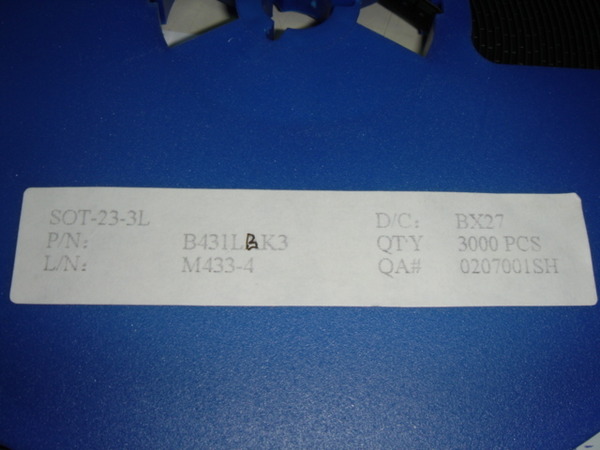 SOT-23-3L D/C: BX27
P/N: B431LBK3 QTY 3000 PCS
L/N: M433-4 QA# 0207001SH